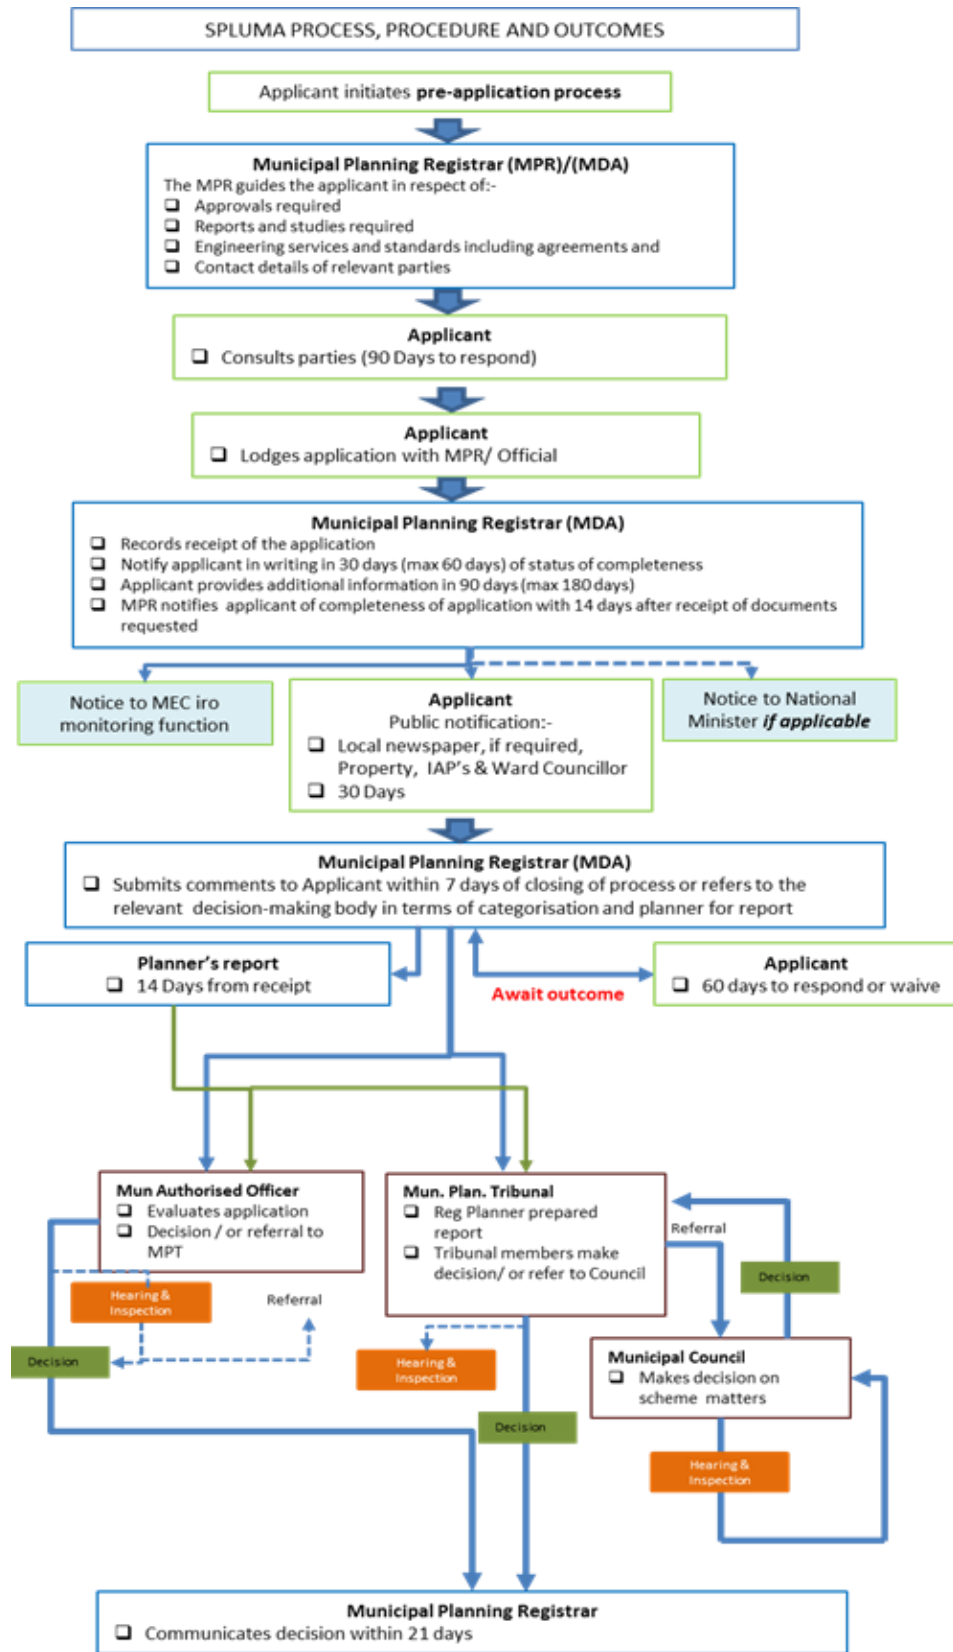 SPLUMA PROCESS, PROCEDURE AND OUTCOMES
Applicant initiates pre-application process
Municipal Planning Registrar (MPR)/(MDA)
The MPR guides the applicant in respect of:-
❑ Approvals required
❑ Reports and studies required
❑ Engineering services and standards including agreements and
❑ Contact details of relevant parties
Applicant
❑ Consults parties (90 Days to respond)
Applicant
❑ Lodges application with MPR/ Official
Municipal Planning Registrar (MDA)
❑ Records receipt of the application
❑ Notify applicant in writing in 30 days (max 60 days) of status of completeness
❑ Applicant provides additional information in 90 days (max 180 days)
❑ MPR notifies applicant of completeness of application with 14 days after receipt of documents
requested
Notice to MEC iro
monitoring function
Applicant
Public notification:-
❑ Local newspaper, if required,
Property, IAP's & Ward Councillor
❑ 30 Days
Notice to National
Minister if applicable
Municipal Planning Registrar (MDA)
❑ Submits comments to Applicant within 7 days of closing of process or refers to the
relevant decision-making body in terms of categorisation and planner for report
Planner's report
❑ 14 Days from receipt
Await outcome
Applicant
❑ 60 days to respond or waive
Mun Authorised Officer
❑ Evaluates application
❑ Decision / or referral to
MPT
Mun. Plan. Tribunal
❑ Reg Planner prepared
report
❑ Tribunal members make
decision/ or refer to Council
Referral
Decision
Hearing &
Inspection
Referral
Decision
Hearing &
Inspection
Municipal Council
❑ Makes decision on
scheme matters
Decision
Hearing &
Inspection
Municipal Planning Registrar
❑ Communicates decision within 21 days